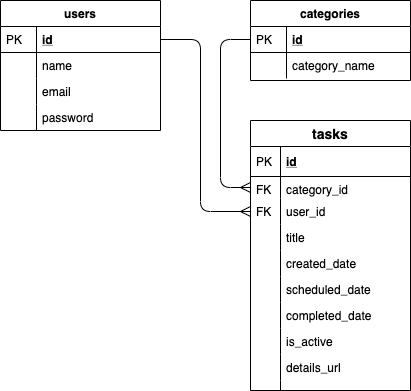 users
PK id
name
email
password
categories
PK id
category_name
tasks
PK id
FK category_id
FK user_id
title
created_date
scheduled_date
completed_date
is_active
details_url